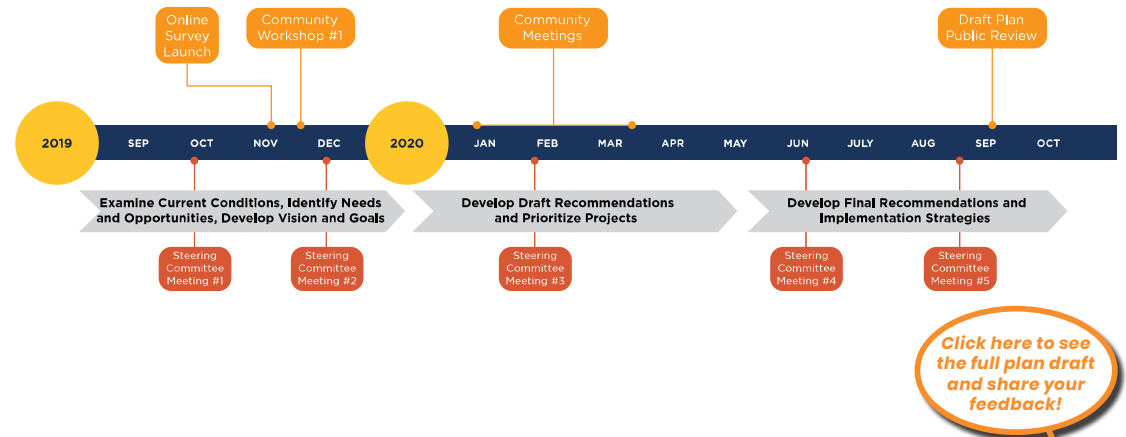 Online
Survey
Launch
Community
Workshop #1
Community
Meetings
Draft Plan
Public Review
2019
SEP
OCT
NOV
DEC
2020
JAN
FEB
MAR
APR
MAY
JUN
JULY
AUG
SEP
OCT
Examine Current Conditions, Identify Needs
and Opportunities, Develop Vision and Goals
Develop Draft Recommendations
and Prioritize Projects
Develop Final Recommendations and
Implementation Strategies
Steering
Committee
Meeting #1
Steering
Committee
Meeting #2
Steering
Committee
Meeting #3
Steering
Committee
Meeting #4
Steering
Committee
Meeting #5
Click here to see
the full plan draft
and share your
feedback!